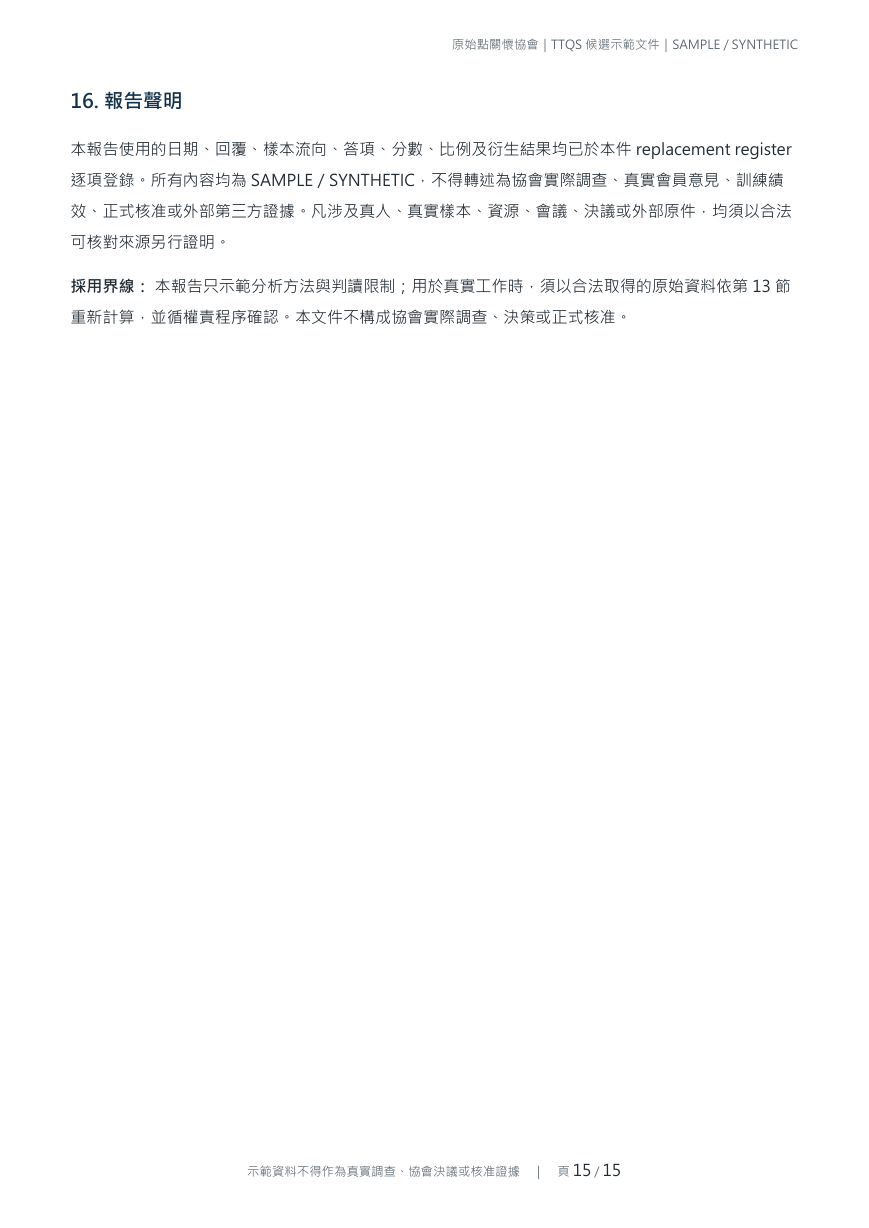 原始點關懷協會 | TTQS 候選示範文件 | SAMPLE / SYNTHETIC
16. 報告聲明
本報告使用的日期、回覆、樣本流向、答項、分數、比例及衍生結果均已於本件 replacement register
逐項登錄。所有內容均為 SAMPLE / SYNTHETIC，不得轉述為協會實際調查、真實會員意見、訓練績
效、正式核准或外部第三方證據。凡涉及真人、真實樣本、資源、會議、決議或外部原件，均須以合法
可核對來源另行證明。
採用界線： 本報告只示範分析方法與判讀限制；用於真實工作時，須以合法取得的原始資料依第 13 節
重新計算，並循權責程序確認。本文件不構成協會實際調查、決策或正式核准。
示範資料不得作為真實調查、協會決議或核准證據 | 頁 15 / 15